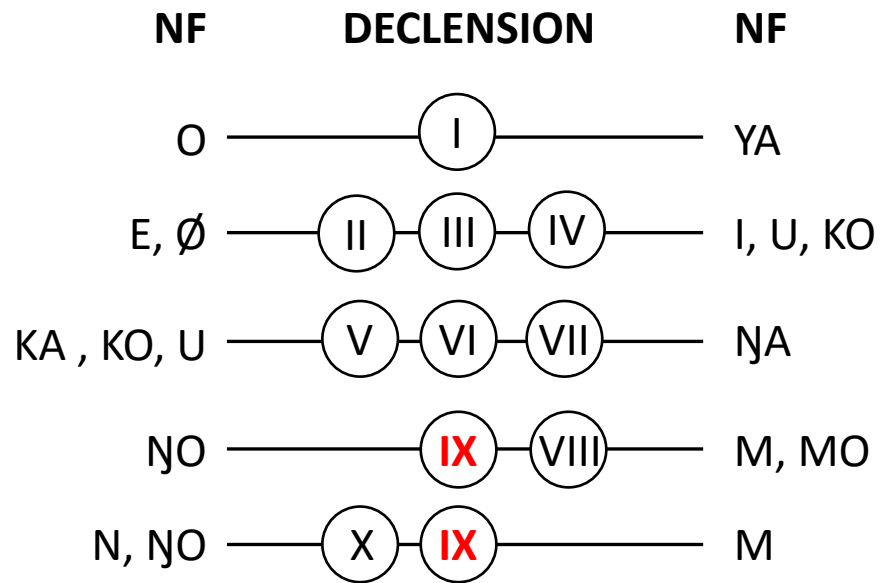 NF DECLENSION NF
O I YA
E, Ø II III IV I, U, KO
KA , KO, U V VI VII ŊA
ŊO IX VIII M, MO
N, ŊO X IX M